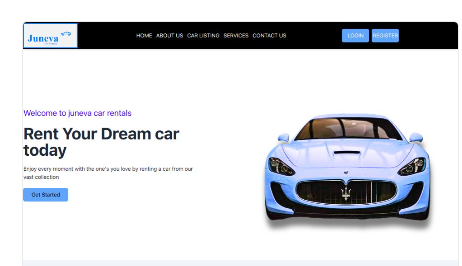 Juneva
HOME ABOUT US CAR LISTING SERVICES CONTACT US
LOGIN REGISTER
Welcome to juneva car rentals
Rent Your Dream car
today
Enjoy every moment with the one's you love by renting a car from our
vast collection
Get Started